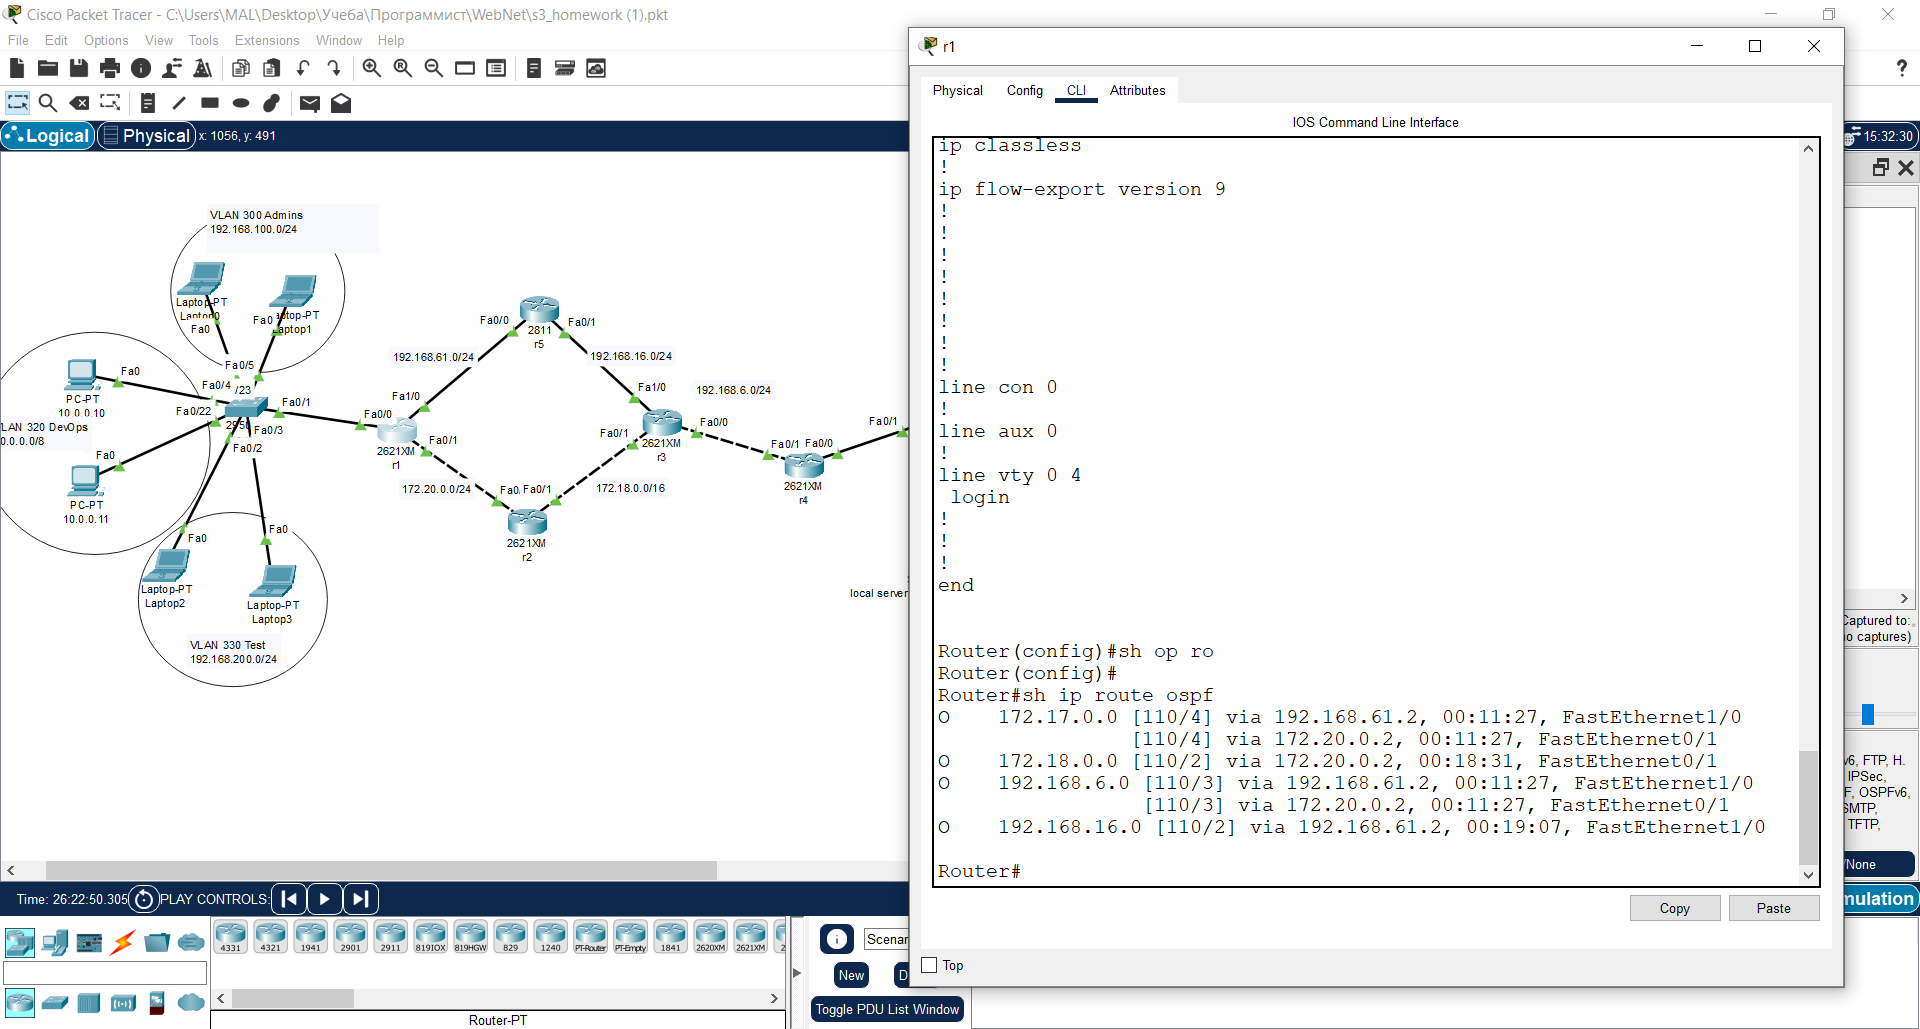 Cisco Packet Tracer - C:\Users\MAL\Desktop\Учеба\Программист\WebNet\s3_homework (1).pkt
File Edit Options View Tools Extensions Window Help
Logical Physical x: 1056, y: 491
15:32:30
VLAN 300 Admins
192.168.100.0/24
Laptop-PT
Laptop0
Fa0
Laptop1
Fa0
Fa0/5
Fa0/4
/23
Fa0/22
Fa0/1
Fa0/3
Fa0/2
Fa0
PC-PT
10.0.0.10
LAN 320 DevOps
0.0.0.0/8
Fa0
PC-PT
10.0.0.11
Fa0
Laptop-PT
Laptop2
Fa0
Laptop-PT
Laptop3
VLAN 330 Test
192.168.200.0/24
Fa0/0
2811
r5
Fa0/1
192.168.61.0/24
192.168.16.0/24
192.168.6.0/24
Fa1/0
Fa0/0
2621XM
r1
Fa0/1
Fa1/0
Fa0/0
Fa0/1
2621XM
r3
Fa0/1
Fa0/0
2621XM
r4
Fa0/1
172.20.0.0/24
172.18.0.0/16
Fa0/1
2621XM
r2
local server
r1
Physical Config CLI Attributes
IOS Command Line Interface
ip classless
!
ip flow-export version 9
!
!
!
!
!
!
!
!
line con 0
!
line aux 0
!
line vty 0 4
login
!
!
!
end
Router(config)#sh op ro
Router(config)#
Router#sh ip route ospf
O 172.17.0.0 [110/4] via 192.168.61.2, 00:11:27, FastEthernet1/0
[110/4] via 172.20.0.2, 00:11:27, FastEthernet0/1
O 172.18.0.0 [110/2] via 172.20.0.2, 00:18:31, FastEthernet0/1
O 192.168.6.0 [110/3] via 192.168.61.2, 00:11:27, FastEthernet1/0
[110/3] via 172.20.0.2, 00:11:27, FastEthernet0/1
O 192.168.16.0 [110/2] via 192.168.61.2, 00:19:07, FastEthernet1/0
Router#
Copy Paste
Top
Captured to:
o captures)
v6, FTP, H.
IPSec,
F, OSPFv6,
SMTP,
TFTP,
/None
mulation
Time: 26:22:50.305 PLAY CONTROLS:
4331 4321 1941 2901 2911 819IOX 819HGW 829 1240 PT-Router PT-Empty 1841 2620XM 2621XM 2
Router-PT
Scenar
New D
Toggle PDU List Window